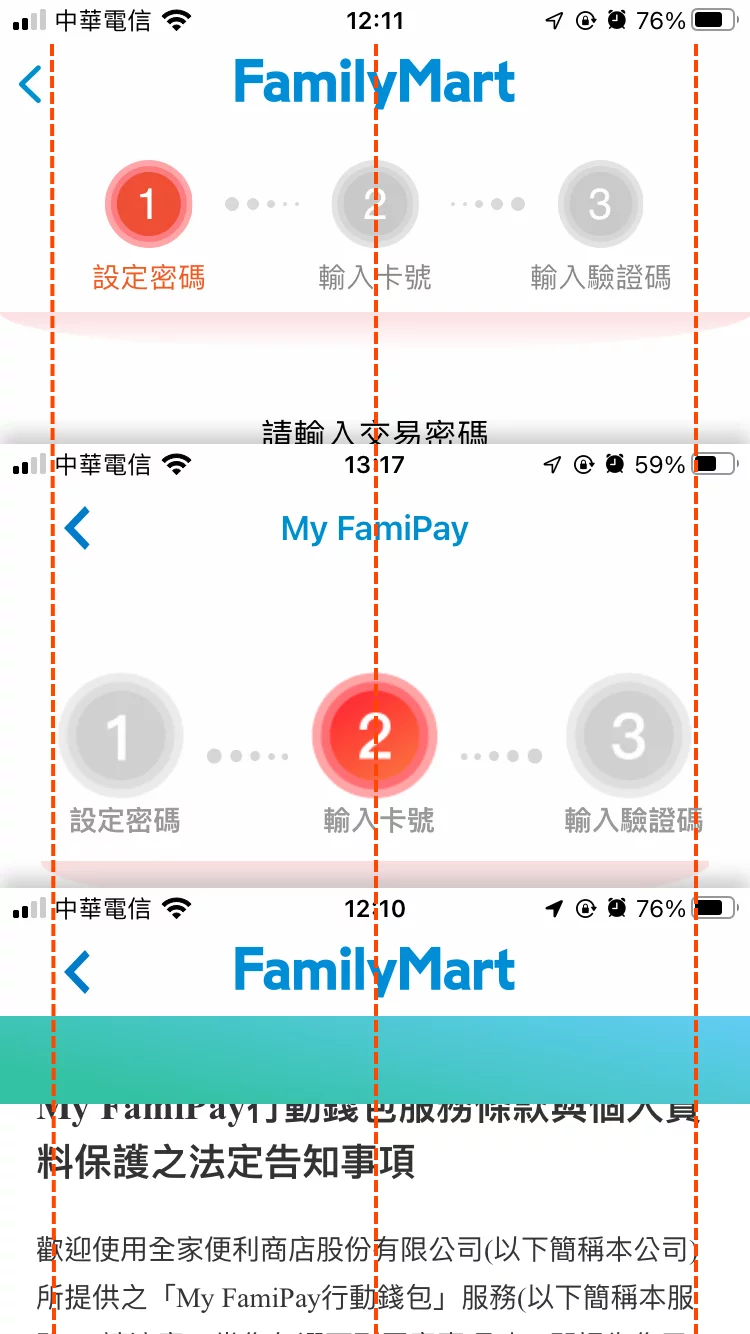 中華電信 12:11 76%
FamilyMart
1 2 3
設定密碼 輸入卡號 輸入驗證碼
請輸入交易密碼
中華電信 13:17 59%
My FamiPay
1 2 3
設定密碼 輸入卡號 輸入驗證碼
中華電信 12:10 76%
FamilyMart
My FamiPay行動錢包服務條款與個人資
料保護之法定告知事項
歡迎使用全家便利商店股份有限公司(以下簡稱本公司)
所提供之「My FamiPay行動錢包」服務(以下簡稱本服